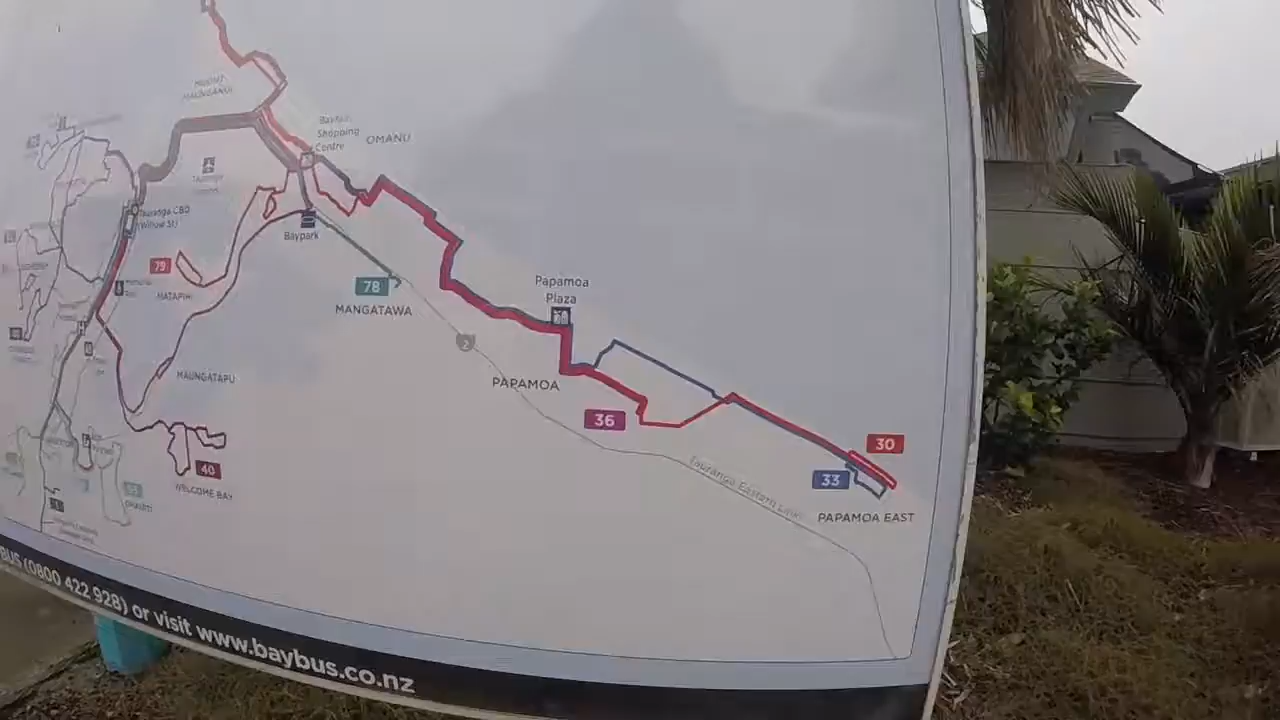 MOUNT
MAUNGANUI
Bayfair
Shopping
Centre
OMANU
Tauranga CBD
(Willow St)
Baypark
79
MATAPIHI
78
MANGATAWA
Papamoa
Plaza
2
MAUNGATAPU
PAPAMOA
36
40
WELCOME BAY
30
33
Tauranga Eastern Link
PAPAMOA EAST
BUS (0800 422 928) or visit www.baybus.co.nz